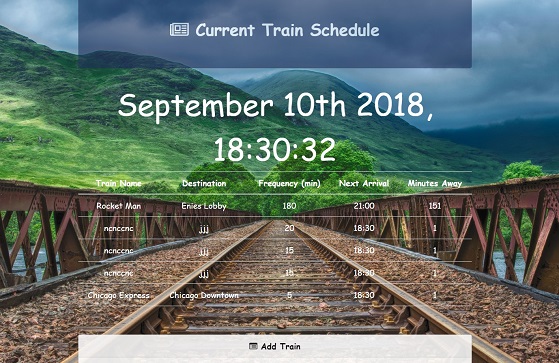 Current Train Schedule
September 10th 2018,
18:30:32
Train Name Destination Frequency (min) Next Arrival Minutes Away
Rocket Man Enies Lobby 180 21:00 151
ncnccnc jjjj 20 18:30 1
ncnccnc jjjj 15 18:30 1
ncnccnc jjjj 15 18:30 1
Chicago Express Chicago Downtown 5 18:30 1
Add Train